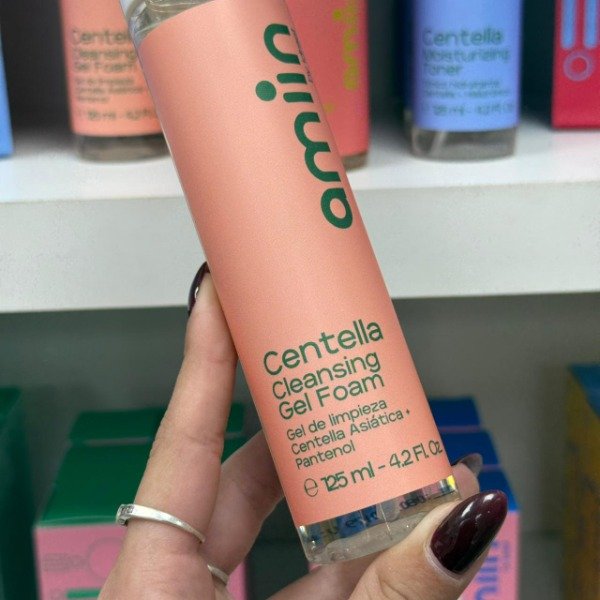 amiin
Centella
Cleansing
Gel Foam
Gel de limpieza
Centella Asiática +
Pantenol
℮ 125 ml - 4.2 Fl. Oz
Centella
Cleansing
Gel Foam
Centella
Moisturizing
Toner